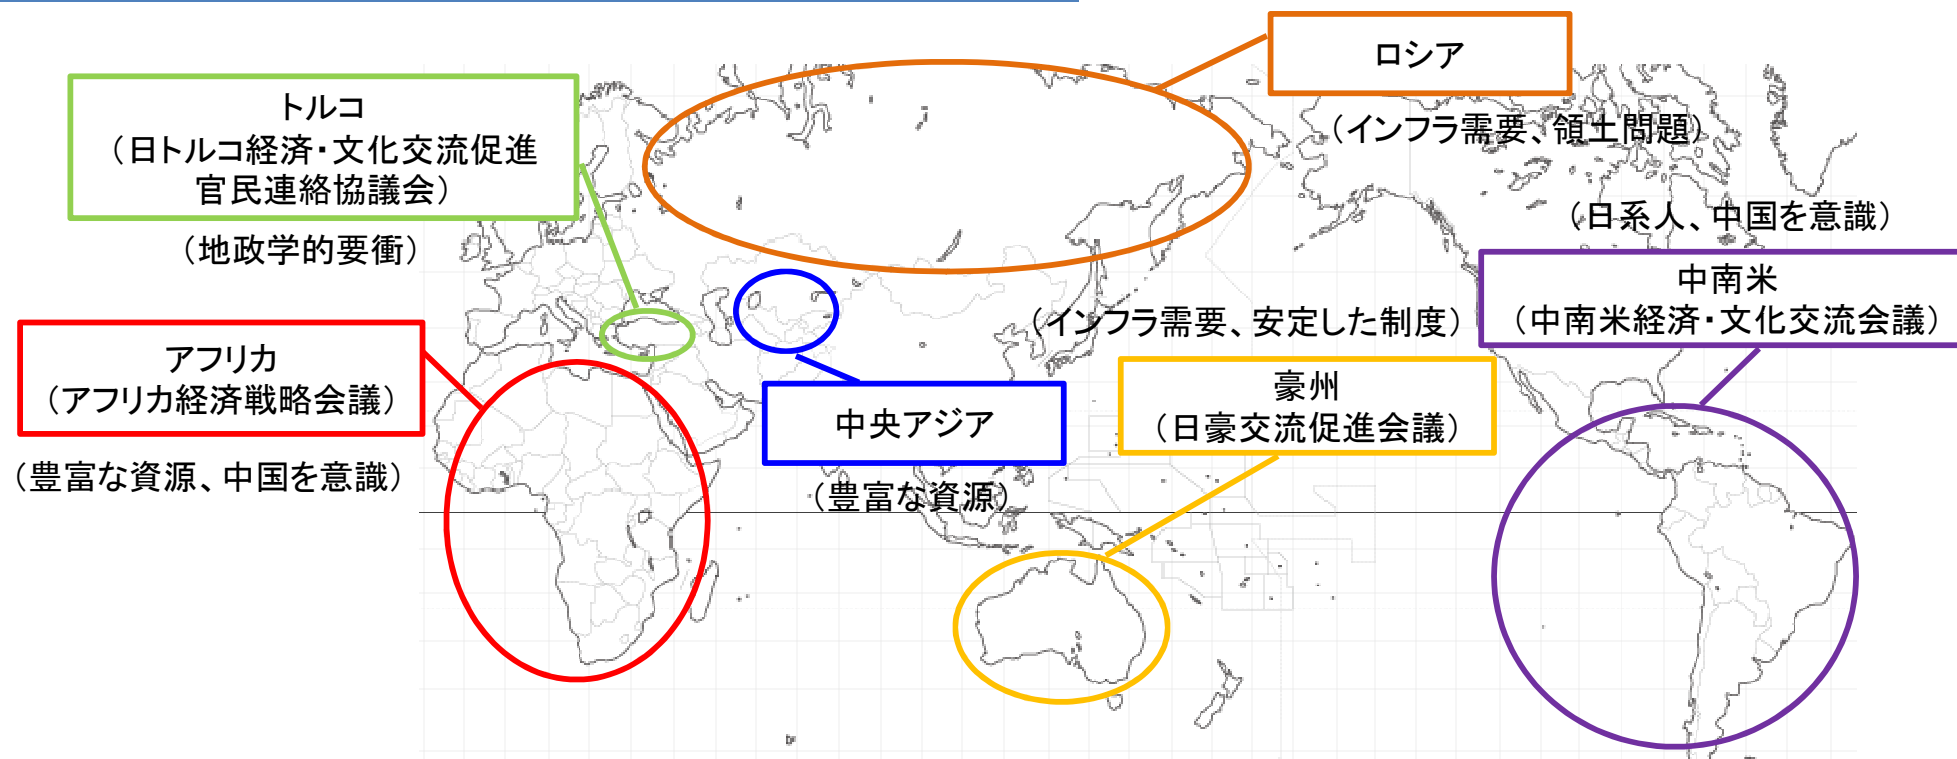 ロシア
（インフラ需要、領土問題）
トルコ
（日トルコ経済・文化交流促進
官民連絡協議会）
（地政学的要衝）
（日系人、中国を意識）
中南米
（中南米経済・文化交流会議）
（インフラ需要、安定した制度）
アフリカ
（アフリカ経済戦略会議）
（豊富な資源、中国を意識）
中央アジア
（豊富な資源）
豪州
（日豪交流促進会議）